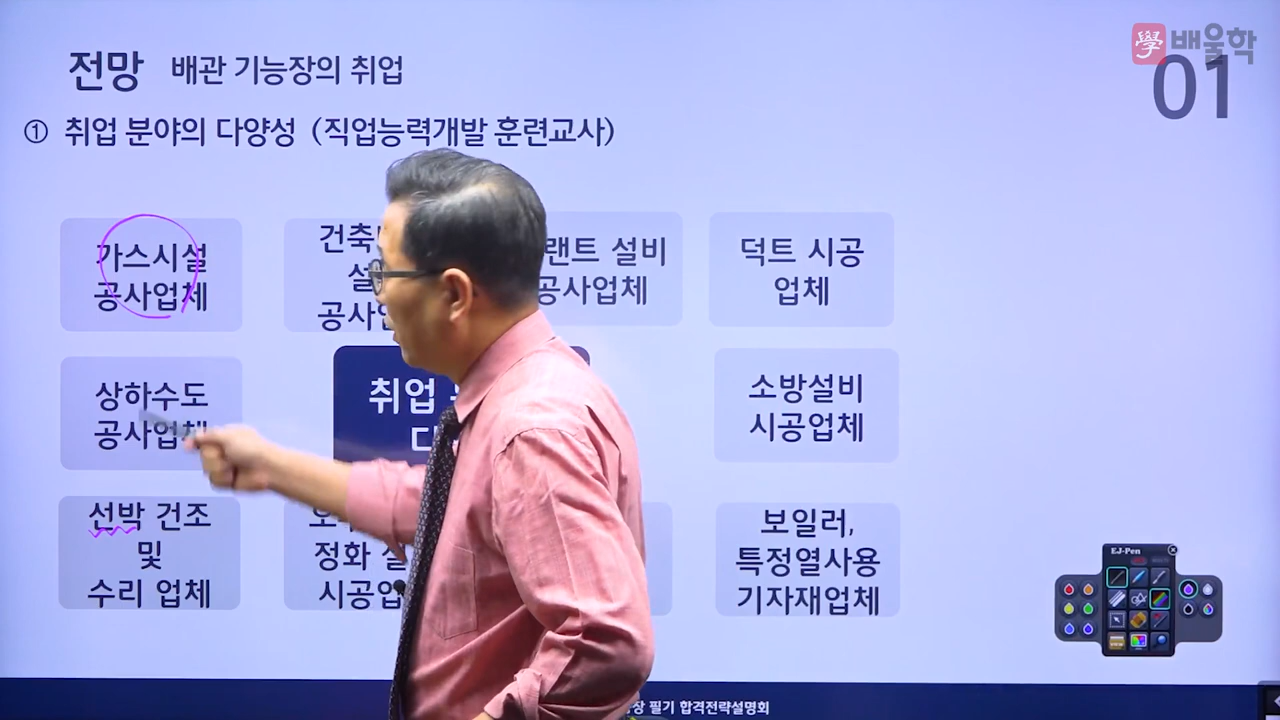 學 배울학
전망 배관 기능장의 취업
01
① 취업 분야의 다양성 (직업능력개발 훈련교사)
가스시설
공사업체
공사업체
랜트 설비
공사업체
덕트 시공
업체
상하수도
공사업체
취업
소방설비
시공업체
선박 건조
및
수리 업체
정화
시공업
보일러,
특정열사용
기자재업체
EJ-Pen
필기 합격전략설명회